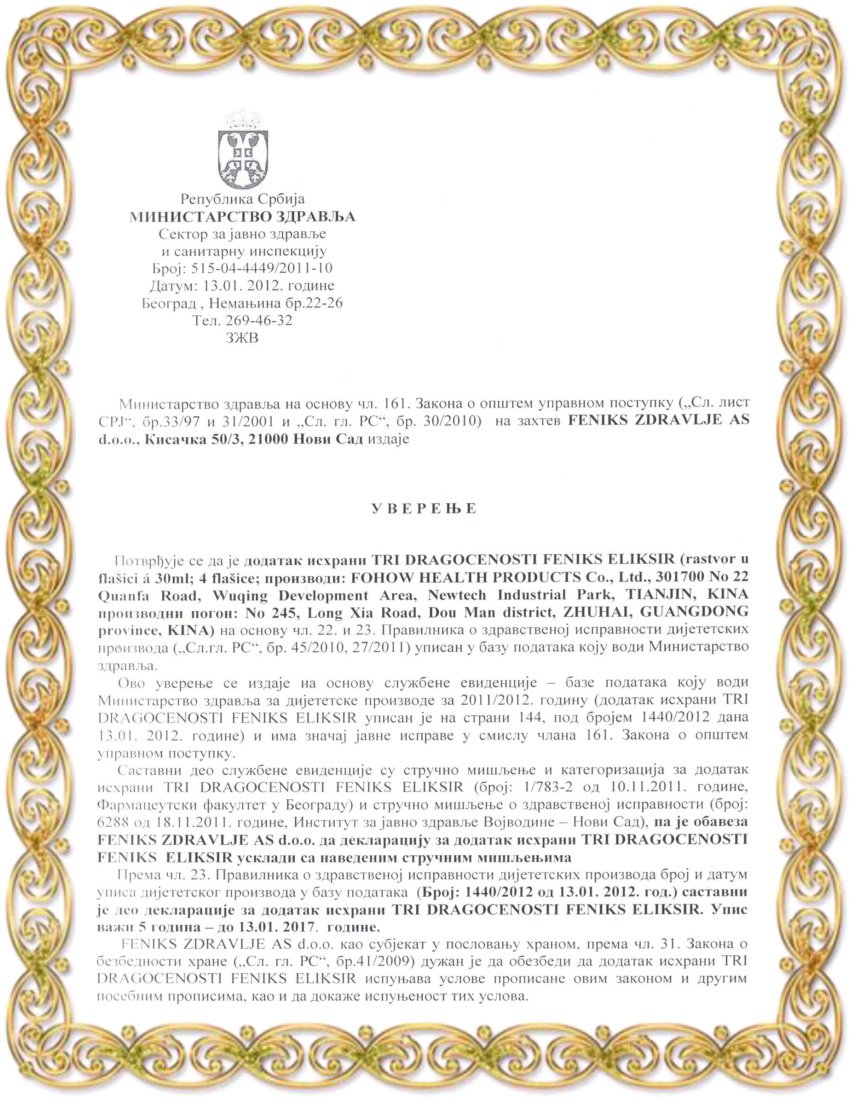 Република Србија
МИНИСТАРСТВО ЗДРАВЉА
Сектор за јавно здравље
и санитарну инспекцију
Број: 515-04-4449/2011-10
Датум: 13.01. 2012. године
Београд , Немањина бр.22-26
Тел. 269-46-32
ЗЖВ
Министарство здравља на основу чл. 161. Закона о општем управном поступку („Сл. лист
СРЈ“, бр.33/97 и 31/2001 и „Сл. гл. РС“, бр. 30/2010) на захтев FENIKS ZDRAVLJE AS
d.o.o., Кисачка 50/3, 21000 Нови Сад издаје
У В Е Р Е Њ Е
Потврђује се да је додатак исхрани TRI DRAGOCENOSTI FENIKS ELIKSIR (rastvor u
flašici á 30ml; 4 flašice; производи: FOHOW HEALTH PRODUCTS Co., Ltd., 301700 No 22
Quanfa Road, Wuqing Development Area, Newtech Industrial Park, TIANJIN, KINA
производни погон: No 245, Long Xia Road, Dou Man district, ZHUHAI, GUANGDONG
province, KINA) на основу чл. 22. и 23. Правилника о здравственој исправности дијететских
производа („Сл.гл. РС“, бр. 45/2010, 27/2011) уписан у базу података коју води Министарство
здравља.
Ово уверење се издаје на основу службене евиденције – базе података коју води
Министарство здравља за дијететске производе за 2011/2012. годину (додатак исхрани TRI
DRAGOCENOSTI FENIKS ELIKSIR уписан је на страни 144, под бројем 1440/2012 дана
13.01. 2012. године) и има значај јавне исправе у смислу члана 161. Закона о општем
управном поступку.
Саставни део службене евиденције су стручно мишљење и категоризација за додатак
исхрани TRI DRAGOCENOSTI FENIKS ELIKSIR (број: 1/783-2 од 10.11.2011. године,
Фармацеутски факултет у Београду) и стручно мишљење о здравственој исправности (број:
6288 од 18.11.2011. године, Институт за јавно здравље Војводине – Нови Сад), па је обавеза
FENIKS ZDRAVLJE AS d.o.o. да декларацију за додатак исхрани TRI DRAGOCENOSTI
FENIKS ELIKSIR усклади са наведеним стручним мишљењима
Према чл. 23. Правилника о здравственој исправности дијететских производа број и датум
уписа дијететског производа у базу података (Број: 1440/2012 од 13.01. 2012. год.) саставни
је део декларације за додатак исхрани TRI DRAGOCENOSTI FENIKS ELIKSIR. Упис
важи 5 година – до 13.01. 2017. године.
FENIKS ZDRAVLJE AS d.o.o. као субјекат у пословању храном, према чл. 31. Закона о
безбедности хране („Сл. гл. РС“, бр.41/2009) дужан је да обезбеди да додатак исхрани TRI
DRAGOCENOSTI FENIKS ELIKSIR испуњава услове прописане овим законом и другим
посебним прописима, као и да докаже испуњеност тих услова.